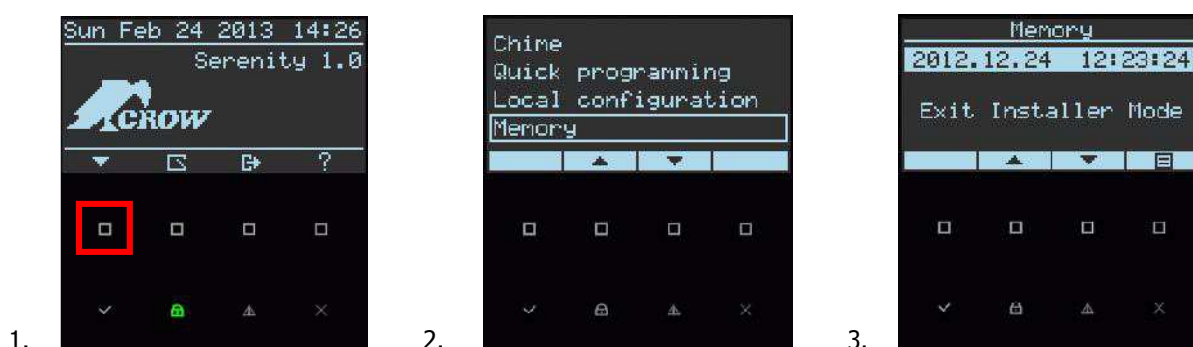 Sun Feb 24 2013 14:26
Serenity 1.0
CROW
?
1.
Chime
Quick programming
Local configuration
Memory
2.
Memory
2012.12.24 12:23:24
Exit Installer Mode
3.